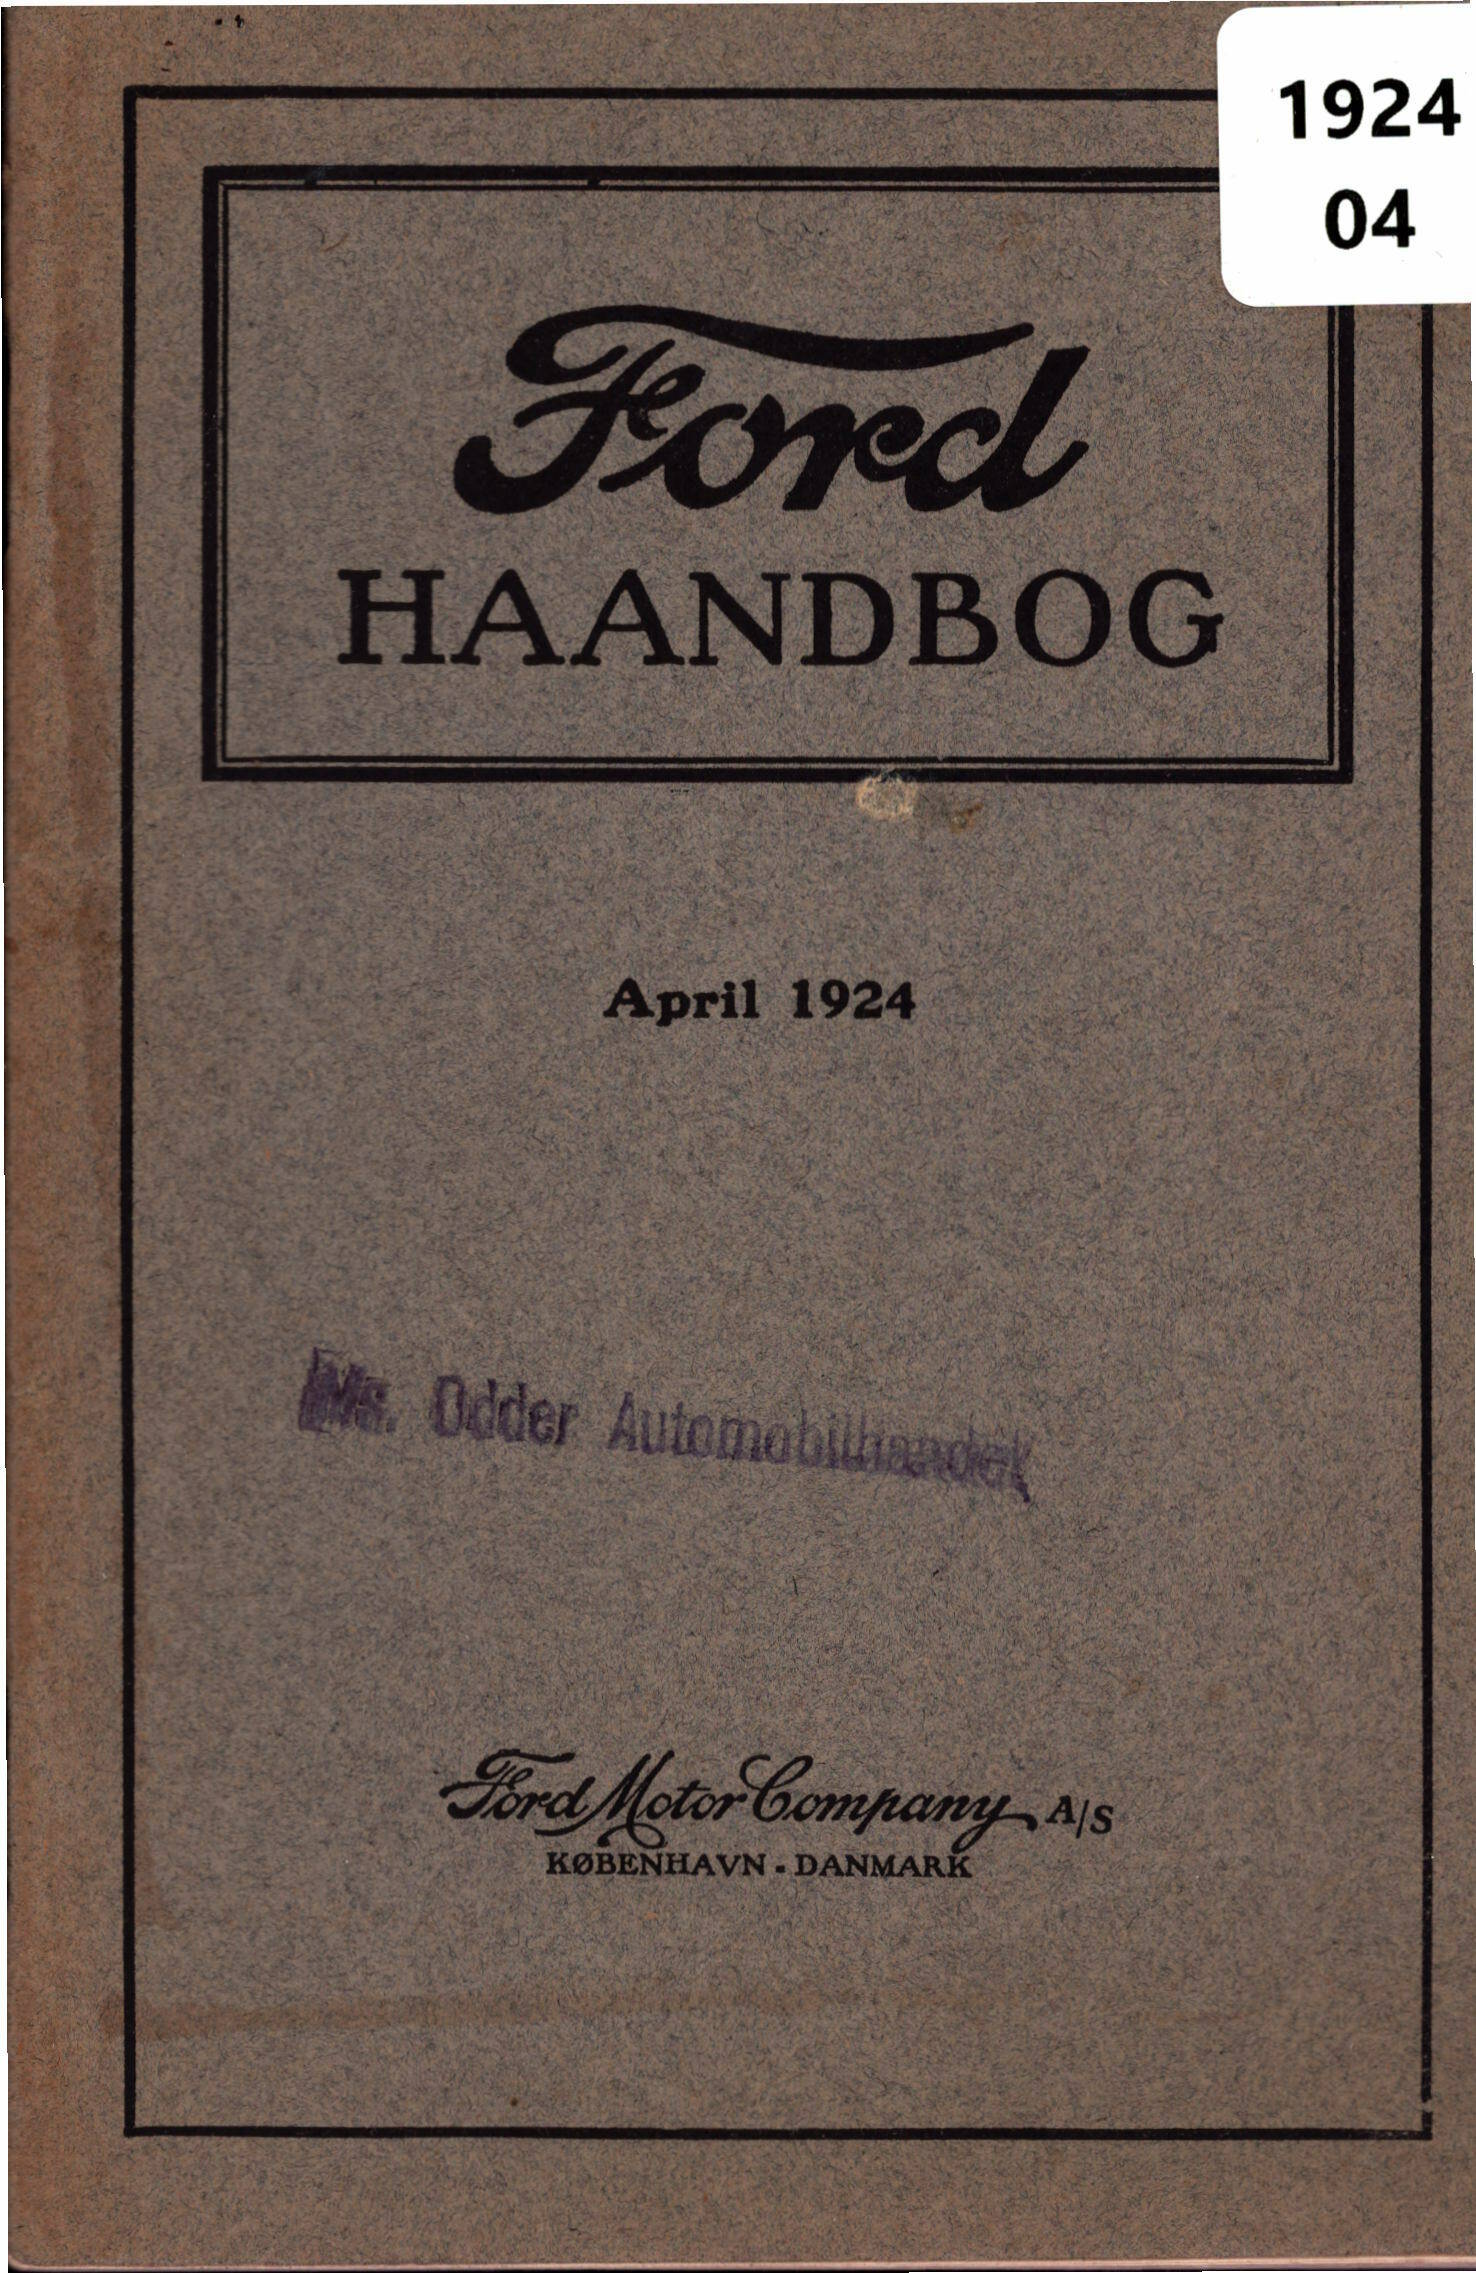 1924
04
Ford
HAANDBOG
April 1924
Odder Automobilhandel
Ford Motor Company A/S
KØBENHAVN - DANMARK